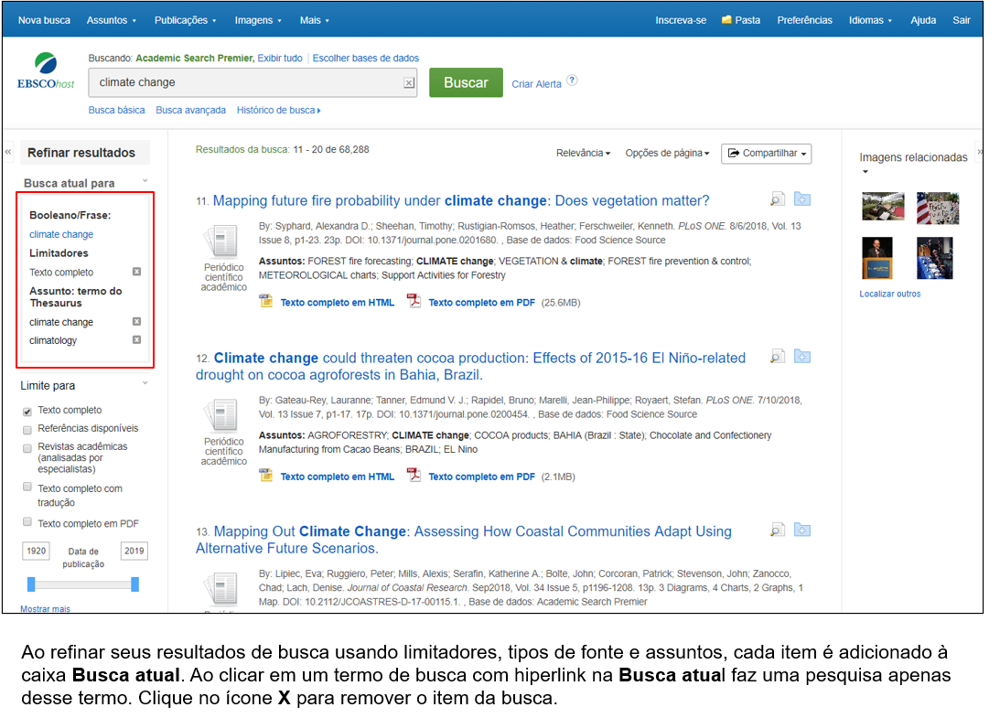 Nova busca Assuntos Publicações Imagens Mais Inscreva-se Pasta Preferências Idiomas Ajuda Sair
Buscando: Academic Search Premier, Exibir tudo | Escolher bases de dados
EBSCOhost
climate change
Buscar
Criar Alerta ?
Busca básica Busca avançada Histórico de busca
«
Refinar resultados
Busca atual para
Booleano/Frase:
climate change
Limitadores
Texto completo
Assunto: termo do
Thesaurus
climate change
climatology
Limite para
Texto completo
Referências disponíveis
Revistas acadêmicas
(analisadas por
especialistas)
Texto completo com
tradução
Texto completo em PDF
1920 Data de 2019
publicação
Mostrar mais
Resultados da busca: 11 - 20 de 68,288
Relevância Opções de página Compartilhar
11. Mapping future fire probability under climate change: Does vegetation matter?
By: Syphard, Alexandra D.; Sheehan, Timothy; Rustigian-Romsos, Heather; Ferschweiler, Kenneth. PLoS ONE. 8/6/2018, Vol. 13
Issue 8, p1-23. 23p. DOI: 10.1371/journal.pone.0201680. , Base de dados: Food Science Source
Periódico
científico
acadêmico
Assuntos: FOREST fire forecasting; CLIMATE change; VEGETATION & climate; FOREST fire prevention & control;
METEOROLOGICAL charts; Support Activities for Forestry
Texto completo em HTML Texto completo em PDF (25.6MB)
12. Climate change could threaten cocoa production: Effects of 2015-16 El Niño-related
drought on cocoa agroforests in Bahia, Brazil.
By: Gateau-Rey, Lauranne; Tanner, Edmund V. J.; Rapidel, Bruno; Marelli, Jean-Philippe; Royaert, Stefan. PLoS ONE. 7/10/2018,
Vol. 13 Issue 7, p1-17. 17p. DOI: 10.1371/journal.pone.0200454. , Base de dados: Food Science Source
Periódico
científico
acadêmico
Assuntos: AGROFORESTRY; CLIMATE change; COCOA products; BAHIA (Brazil : State); Chocolate and Confectionery
Manufacturing from Cacao Beans; BRAZIL; EL Nino
Texto completo em HTML Texto completo em PDF (2.1MB)
13. Mapping Out Climate Change: Assessing How Coastal Communities Adapt Using
Alternative Future Scenarios.
By: Lipiec, Eva; Ruggiero, Peter; Mills, Alexis; Serafin, Katherine A.; Bolte, John; Corcoran, Patrick; Stevenson, John; Zanocco,
Chad; Lach, Denise. Journal of Coastal Research. Sep2018, Vol. 34 Issue 5, p1196-1208. 13p. 3 Diagrams, 4 Charts, 2 Graphs, 1
Map. DOI: 10.2112/JCOASTRES-D-17-00115.1. , Base de dados: Academic Search Premier
»
Imagens relacionadas
Localizar outros
Ao refinar seus resultados de busca usando limitadores, tipos de fonte e assuntos, cada item é adicionado à
caixa Busca atual. Ao clicar em um termo de busca com hiperlink na Busca atual faz uma pesquisa apenas
desse termo. Clique no ícone X para remover o item da busca.